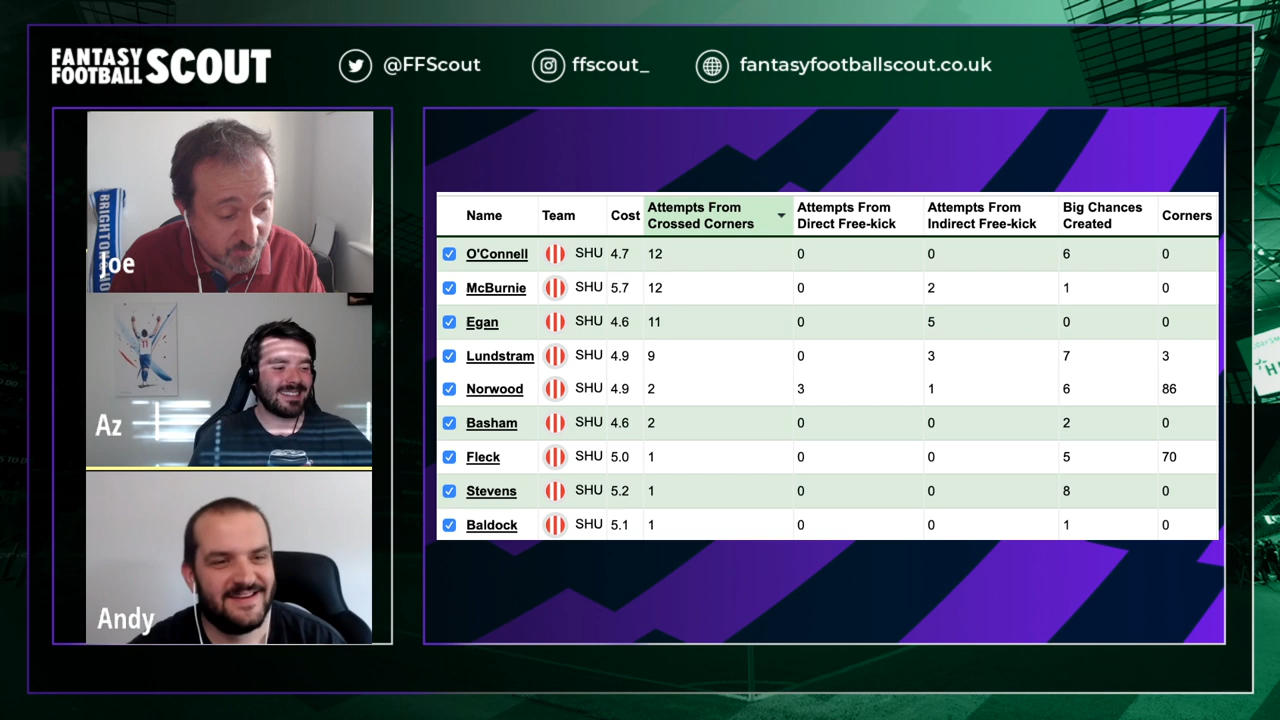 FANTASY
FOOTBALL SCOUT
@FFScout
ffscout_
fantasyfootballscout.co.uk
BRIGHTON
Joe
11
Az
Andy
Name Team Cost Attempts From Crossed Corners Attempts From Direct Free-kick Attempts From Indirect Free-kick Big Chances Created Corners
O'Connell SHU 4.7 12 0 0 6 0
McBurnie SHU 5.7 12 0 2 1 0
Egan SHU 4.6 11 0 5 0 0
Lundstram SHU 4.9 9 0 3 7 3
Norwood SHU 4.9 2 3 1 6 86
Basham SHU 4.6 2 0 0 2 0
Fleck SHU 5.0 1 0 0 5 70
Stevens SHU 5.2 1 0 0 8 0
Baldock SHU 5.1 1 0 0 1 0